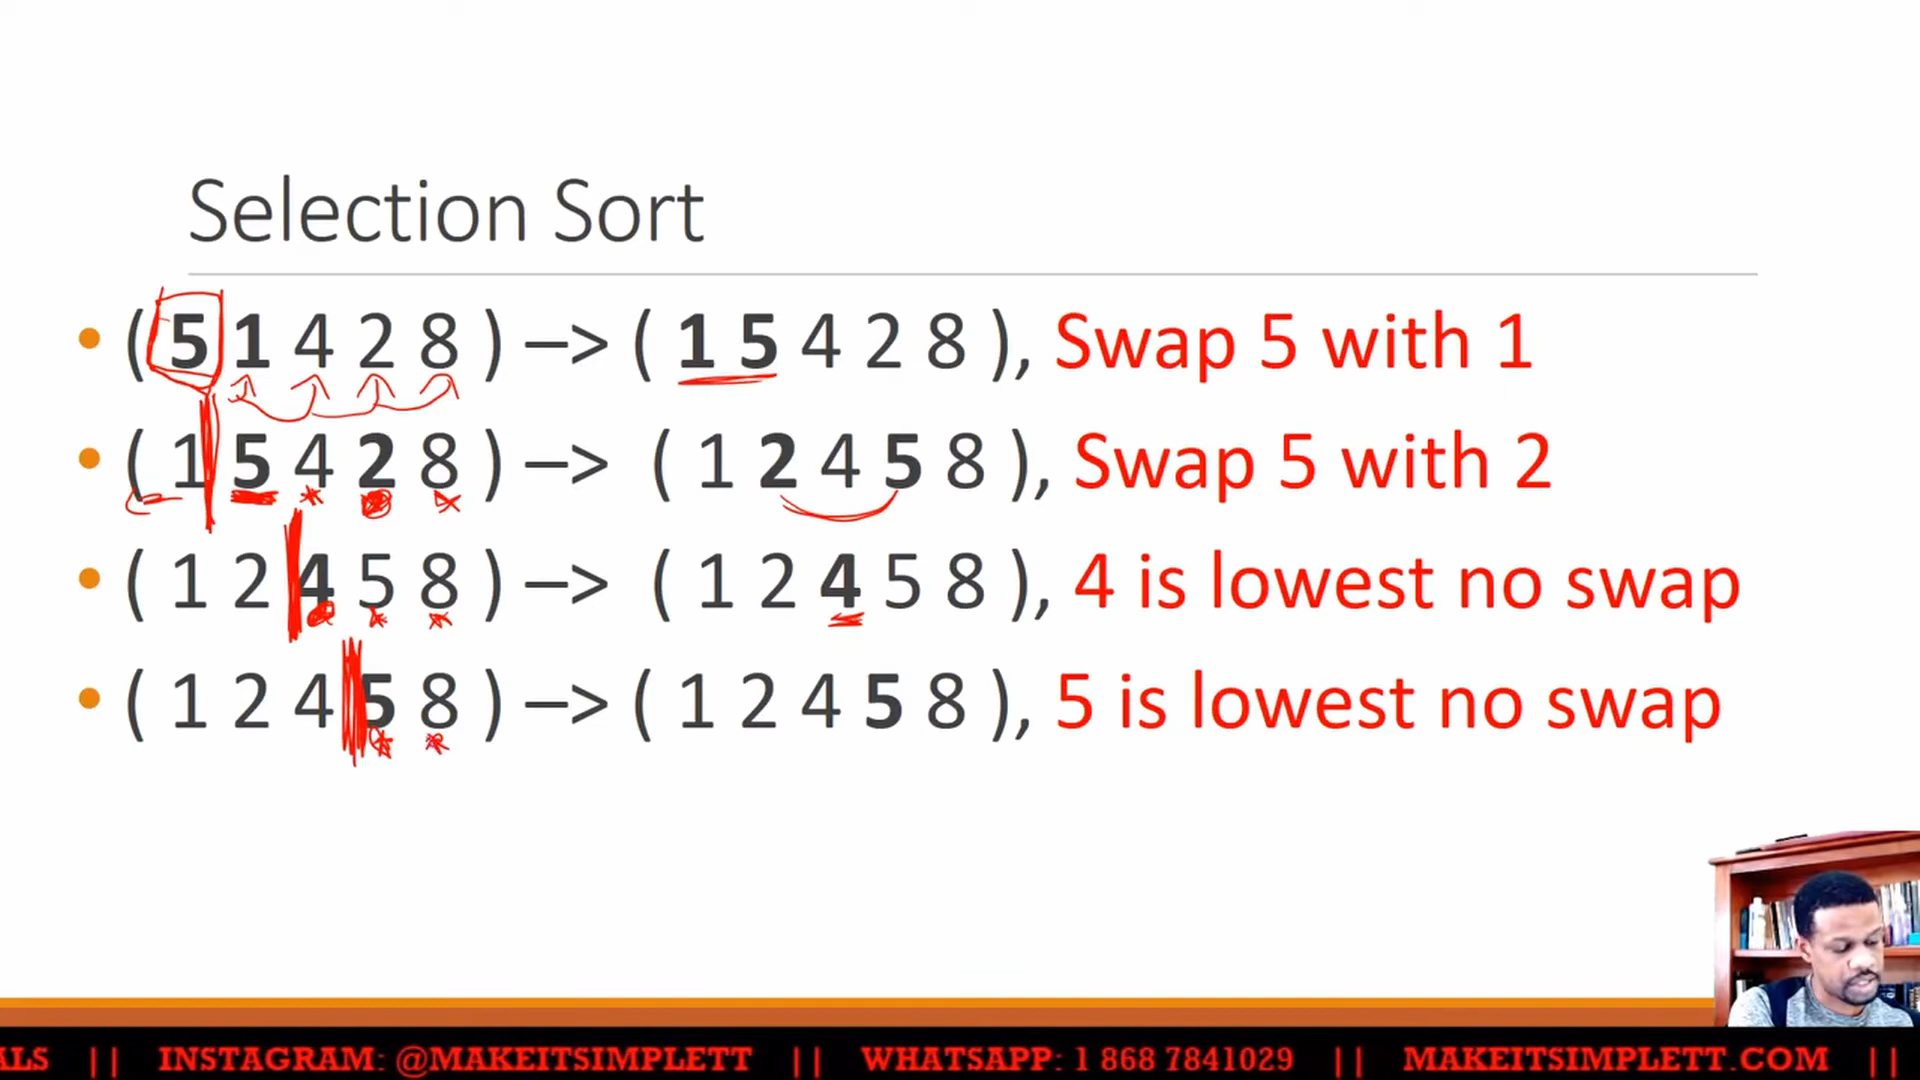 Selection Sort
• ( 5 1 4 2 8 ) –> ( 1 5 4 2 8 ), Swap 5 with 1
• ( 1 5 4 2 8 ) –> ( 1 2 4 5 8 ), Swap 5 with 2
• ( 1 2 4 5 8 ) –> ( 1 2 4 5 8 ), 4 is lowest no swap
• ( 1 2 4 5 8 ) –> ( 1 2 4 5 8 ), 5 is lowest no swap
ALS || INSTAGRAM: @MAKEITSIMPLETT || WHATSAPP: 1 868 7841029 || MAKEITSIMPLETT.COM ||